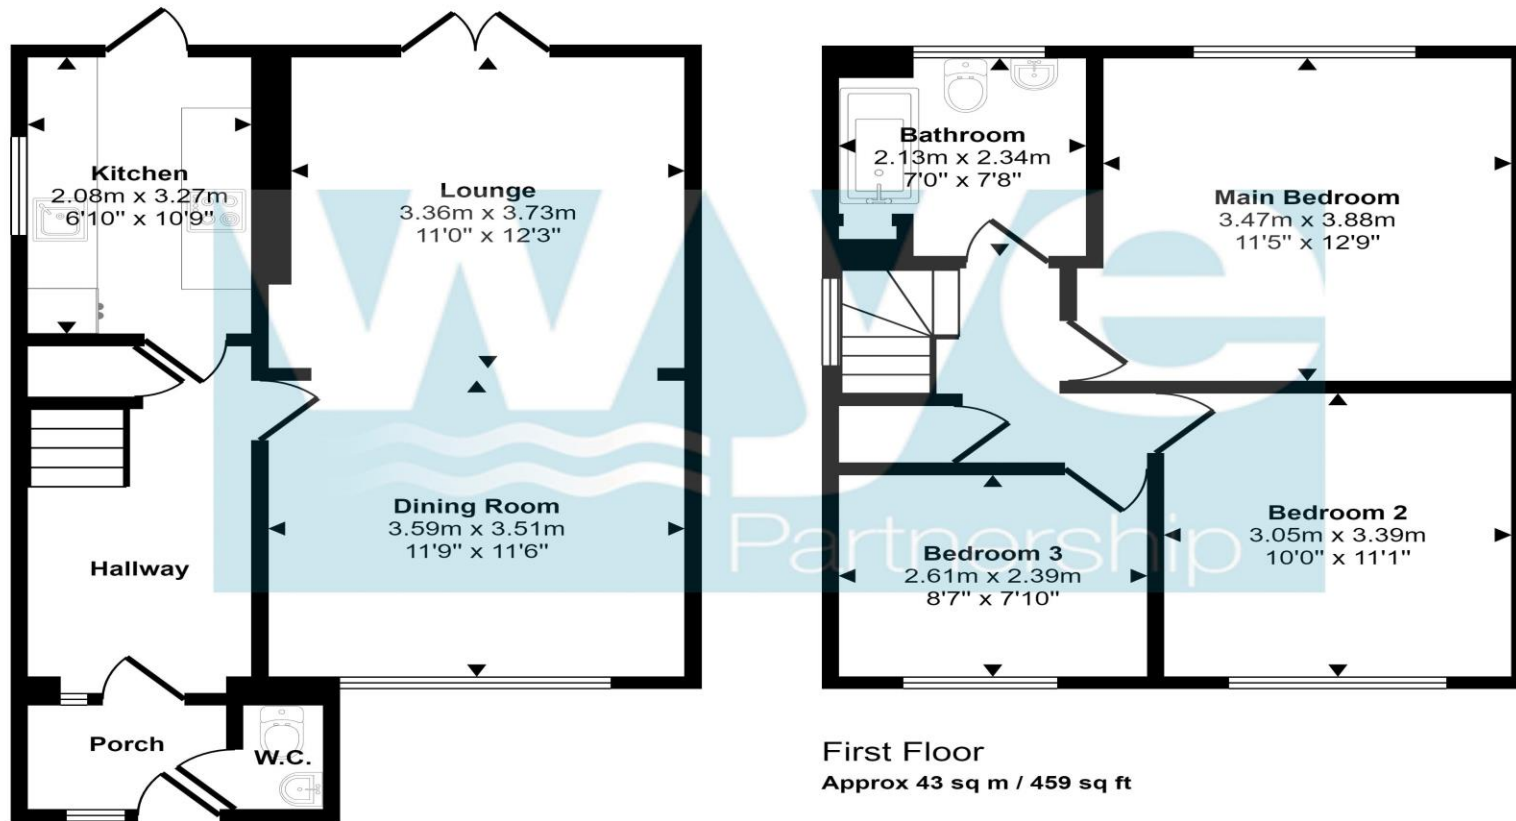 Kitchen
2.08m x 3.27m
6'10" x 10'9"
Lounge
3.36m x 3.73m
11'0" x 12'3"
Dining Room
3.59m x 3.51m
11'9" x 11'6"
Hallway
Porch
W.C.
Bathroom
2.13m x 2.34m
7'0" x 7'8"
Main Bedroom
3.47m x 3.88m
11'5" x 12'9"
Bedroom 3
2.61m x 2.39m
8'7" x 7'10"
Bedroom 2
3.05m x 3.39m
10'0" x 11'1"
First Floor
Approx 43 sq m / 459 sq ft
waye
Partnership